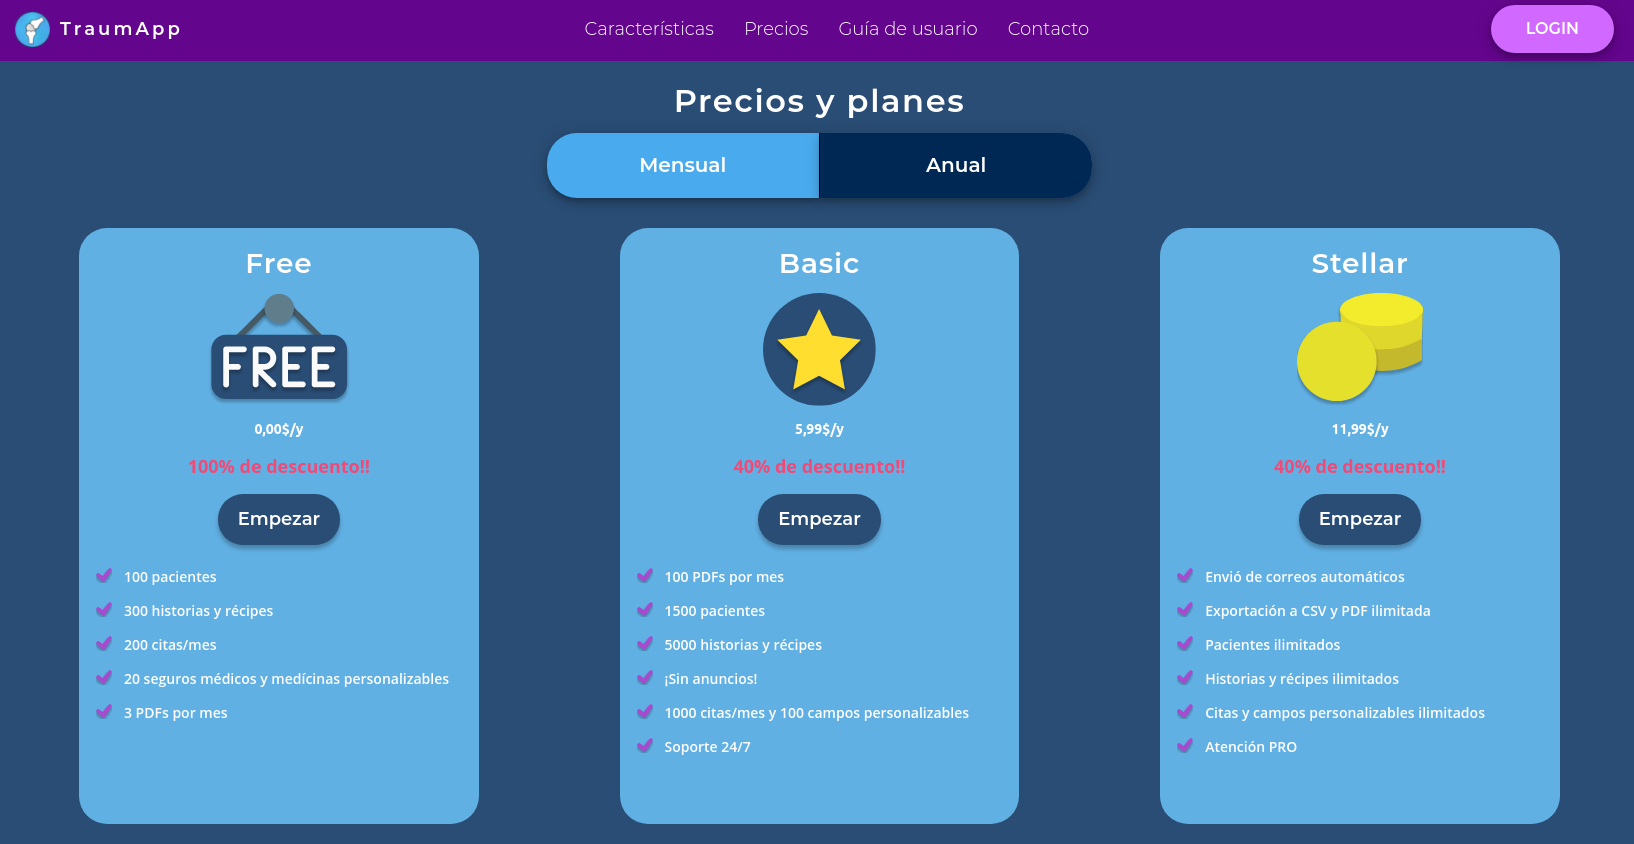 TraumApp
Características
Precios
Guía de usuario
Contacto
LOGIN
Precios y planes
Mensual
Anual
Free
FREE
0,00$/y
100% de descuento!!
Empezar
100 pacientes
300 historias y récipes
200 citas/mes
20 seguros médicos y medícinas personalizables
3 PDFs por mes
Basic
5,99$/y
40% de descuento!!
Empezar
100 PDFs por mes
1500 pacientes
5000 historias y récipes
¡Sin anuncios!
1000 citas/mes y 100 campos personalizables
Soporte 24/7
Stellar
11,99$/y
40% de descuento!!
Empezar
Envió de correos automáticos
Exportación a CSV y PDF ilimitada
Pacientes ilimitados
Historias y récipes ilimitados
Citas y campos personalizables ilimitados
Atención PRO